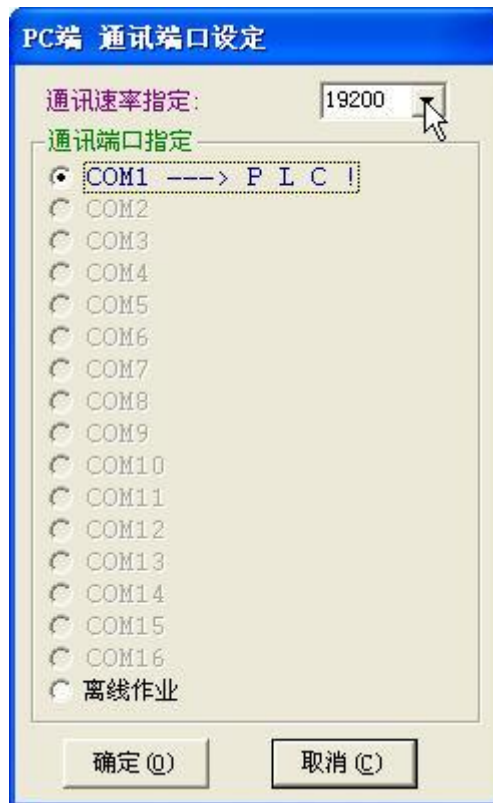 PC端 通讯端口设定
通讯速率指定: 19200
通讯端口指定
COM1 ---> P L C !
COM2
COM3
COM4
COM5
COM6
COM7
COM8
COM9
COM10
COM11
COM12
COM13
COM14
COM15
COM16
离线作业
确定(O) 取消(C)